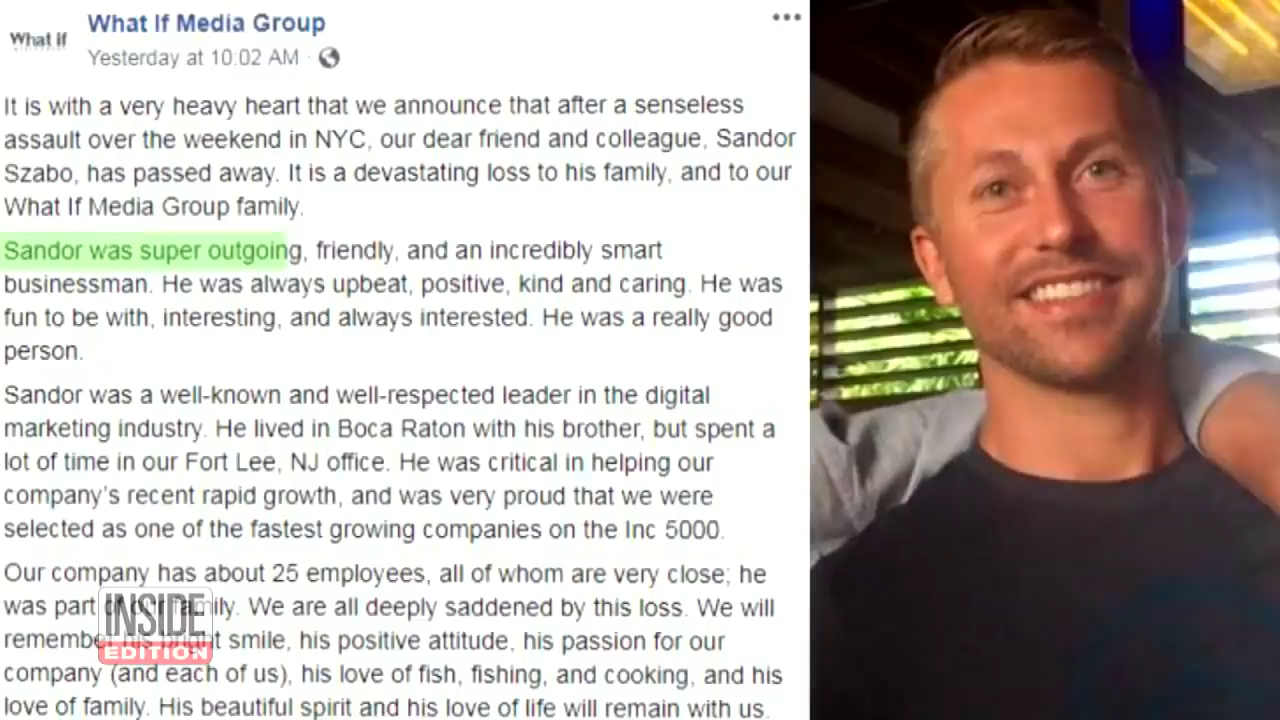 What If Media Group
What If
Yesterday at 10:02 AM ·
It is with a very heavy heart that we announce that after a senseless
assault over the weekend in NYC, our dear friend and colleague, Sandor
Szabo, has passed away. It is a devastating loss to his family, and to our
What If Media Group family.
Sandor was super outgoing, friendly, and an incredibly smart
businessman. He was always upbeat, positive, kind and caring. He was
fun to be with, interesting, and always interested. He was a really good
person.
Sandor was a well-known and well-respected leader in the digital
marketing industry. He lived in Boca Raton with his brother, but spent a
lot of time in our Fort Lee, NJ office. He was critical in helping our
company's recent rapid growth, and was very proud that we were
selected as one of the fastest growing companies on the Inc 5000.
Our company has about 25 employees, all of whom are very close; he
was part of our family. We are all deeply saddened by this loss. We will
remember his bright smile, his positive attitude, his passion for our
company (and each of us), his love of fish, fishing, and cooking, and his
love of family. His beautiful spirit and his love of life will remain with us.
INSIDE
EDITION